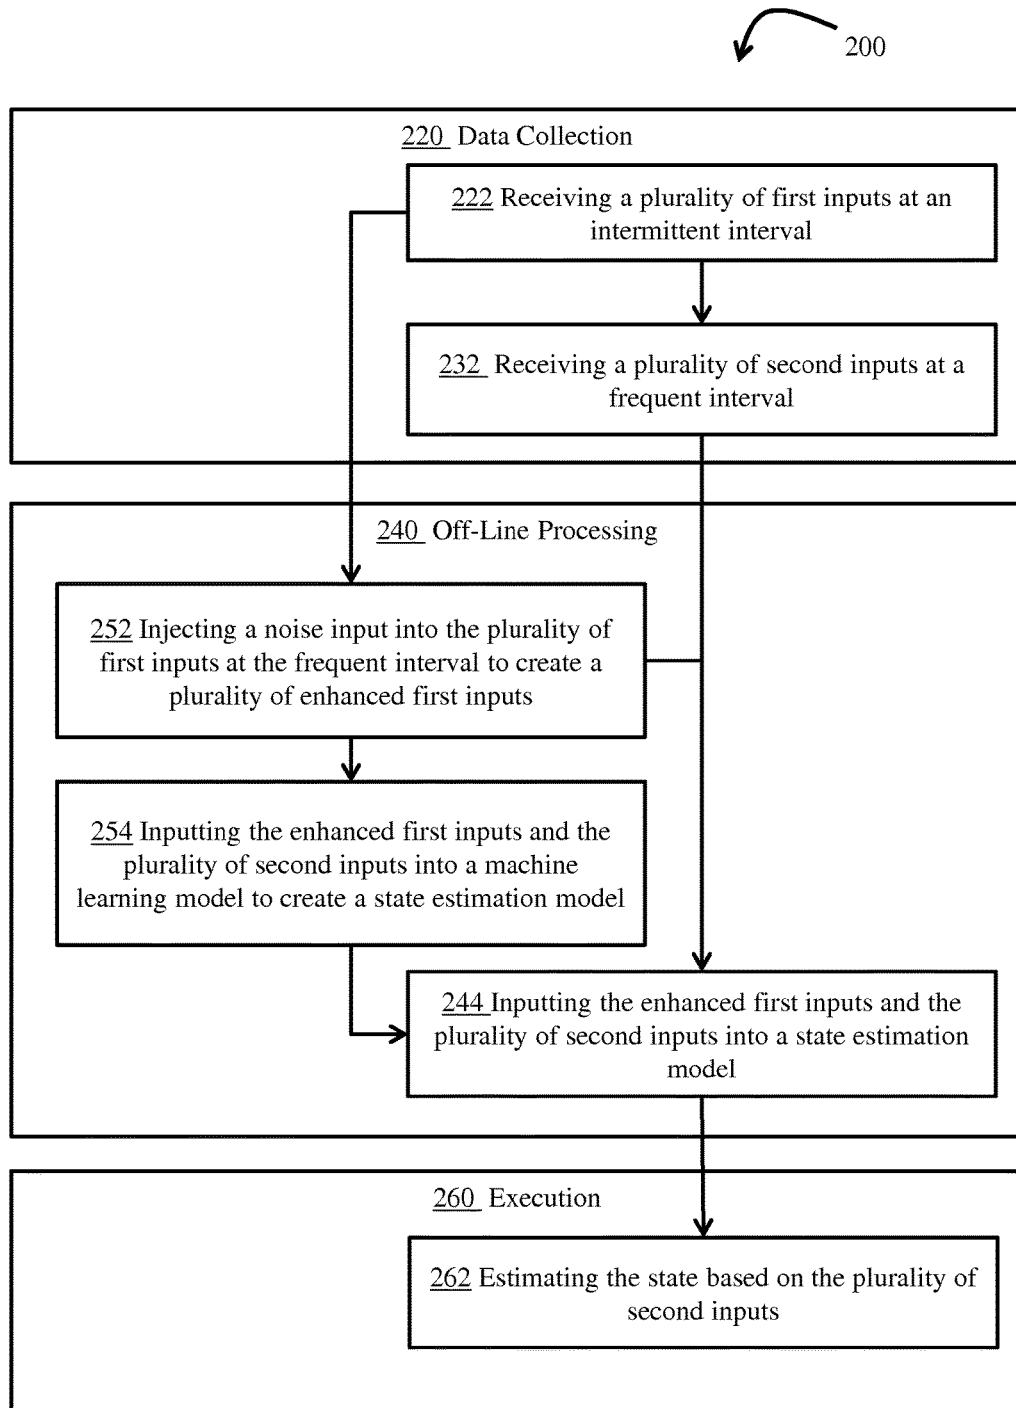 200
220 Data Collection
222 Receiving a plurality of first inputs at an
intermittent interval
232 Receiving a plurality of second inputs at a
frequent interval
240 Off-Line Processing
252 Injecting a noise input into the plurality of
first inputs at the frequent interval to create a
plurality of enhanced first inputs
254 Inputting the enhanced first inputs and the
plurality of second inputs into a machine
learning model to create a state estimation model
244 Inputting the enhanced first inputs and the
plurality of second inputs into a state estimation
model
260 Execution
262 Estimating the state based on the plurality of
second inputs